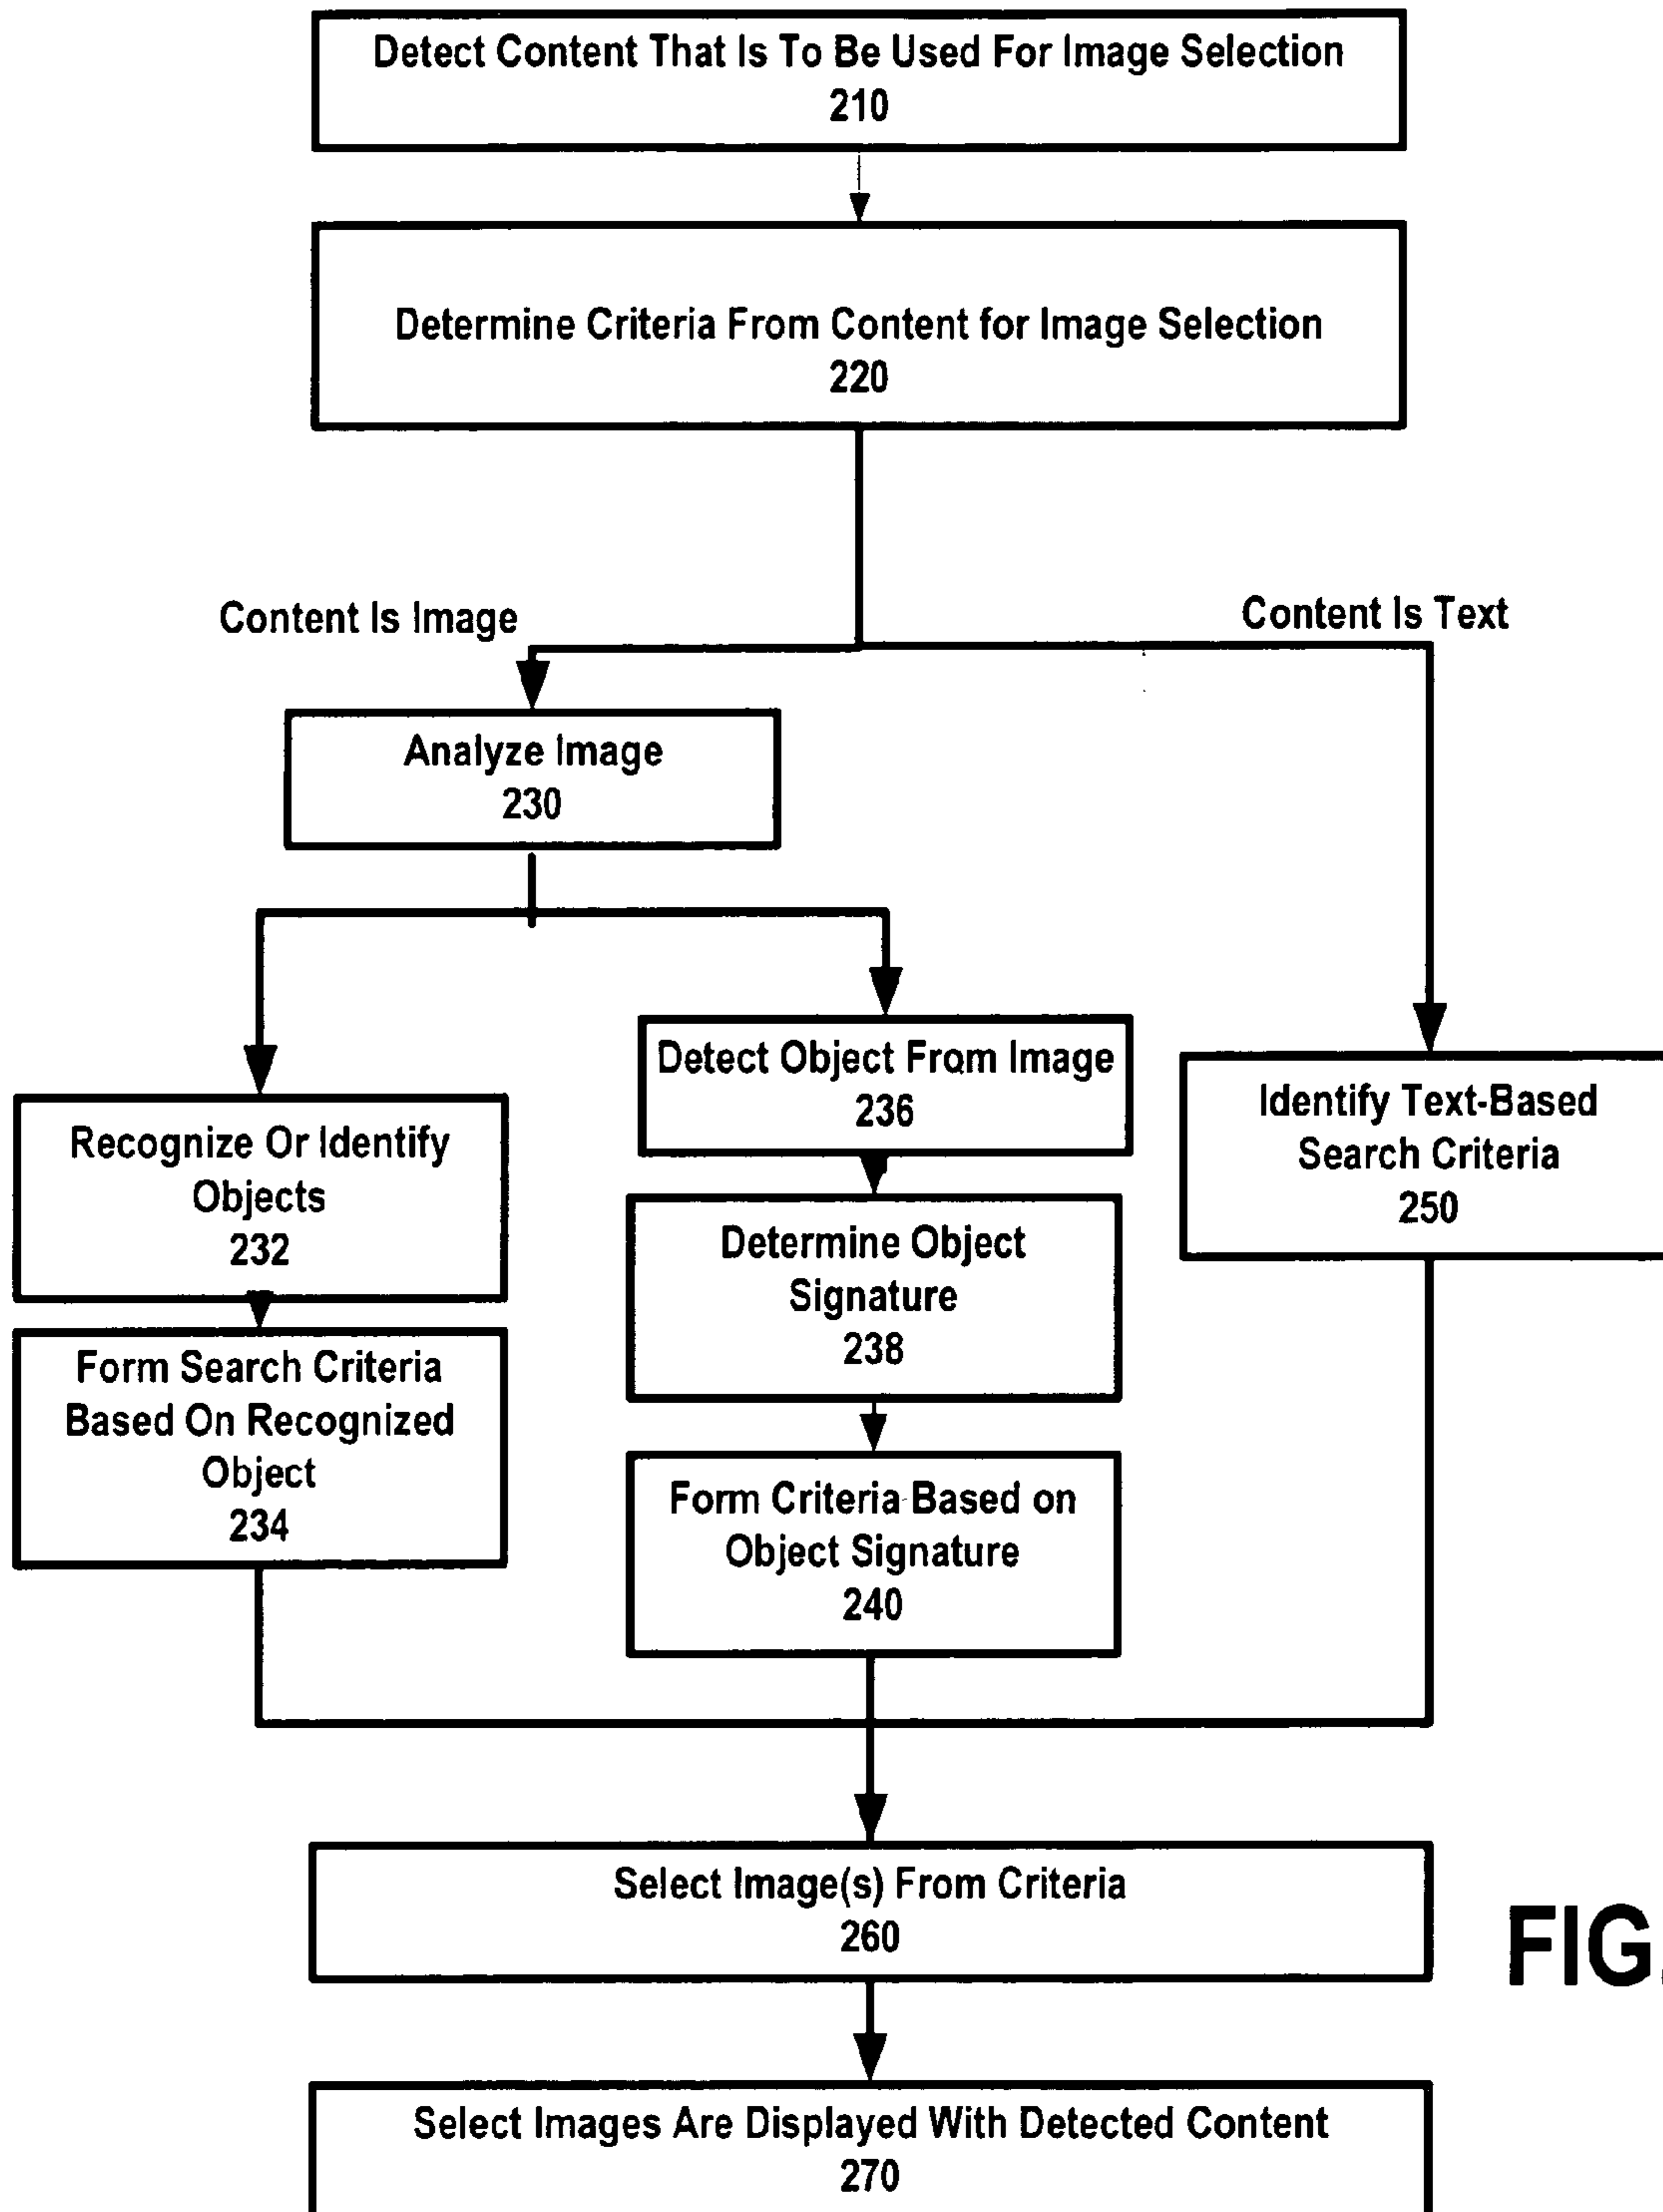 Detect Content That Is To Be Used For Image Selection
210
Determine Criteria From Content for Image Selection
220
Content Is Image
Content Is Text
Analyze Image
230
Detect Object From Image
236
Recognize Or Identify
Objects
232
Identify Text-Based
Search Criteria
250
Determine Object
Signature
238
Form Search Criteria
Based On Recognized
Object
234
Form Criteria Based on
Object Signature
240
Select Image(s) From Criteria
260
FIG.
Select Images Are Displayed With Detected Content
270